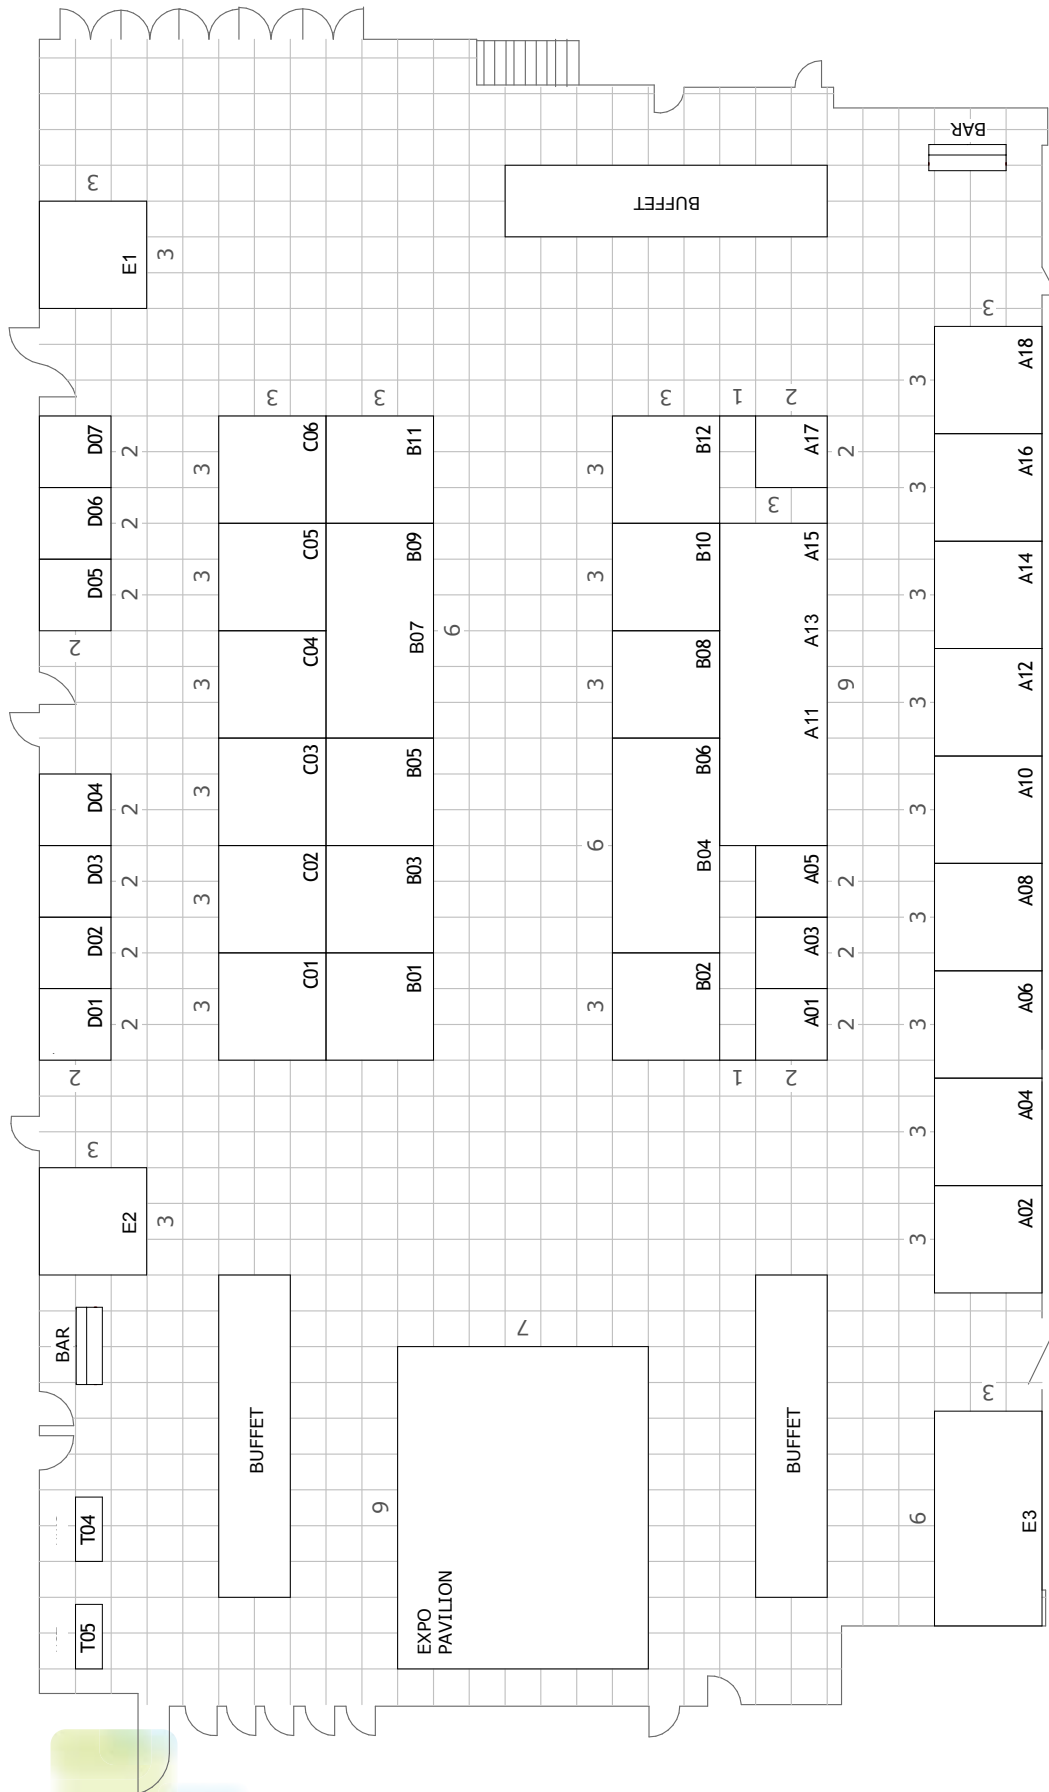 BAR
3
BUFFET
E1
3
3
A18
3
3
3
3
1
2
D07
2
3
C06
B11
3
B12
A17
2
3
A16
D06
2
3
D05
2
3
C05
B09
3
B10
A15
3
A14
2
C04
B07
6
B08
A13
3
3
9
3
A12
C03
B05
B06
A11
3
D04
2
3
A10
D03
2
C02
B03
6
B04
A05
2
3
A08
D02
2
3
A03
2
C01
B01
B02
A06
D01
2
3
3
A01
2
3
2
1
2
A04
3
3
E2
3
A02
3
BAR
7
3
BUFFET
BUFFET
9
6
E3
T04
T05
EXPO
PAVILION